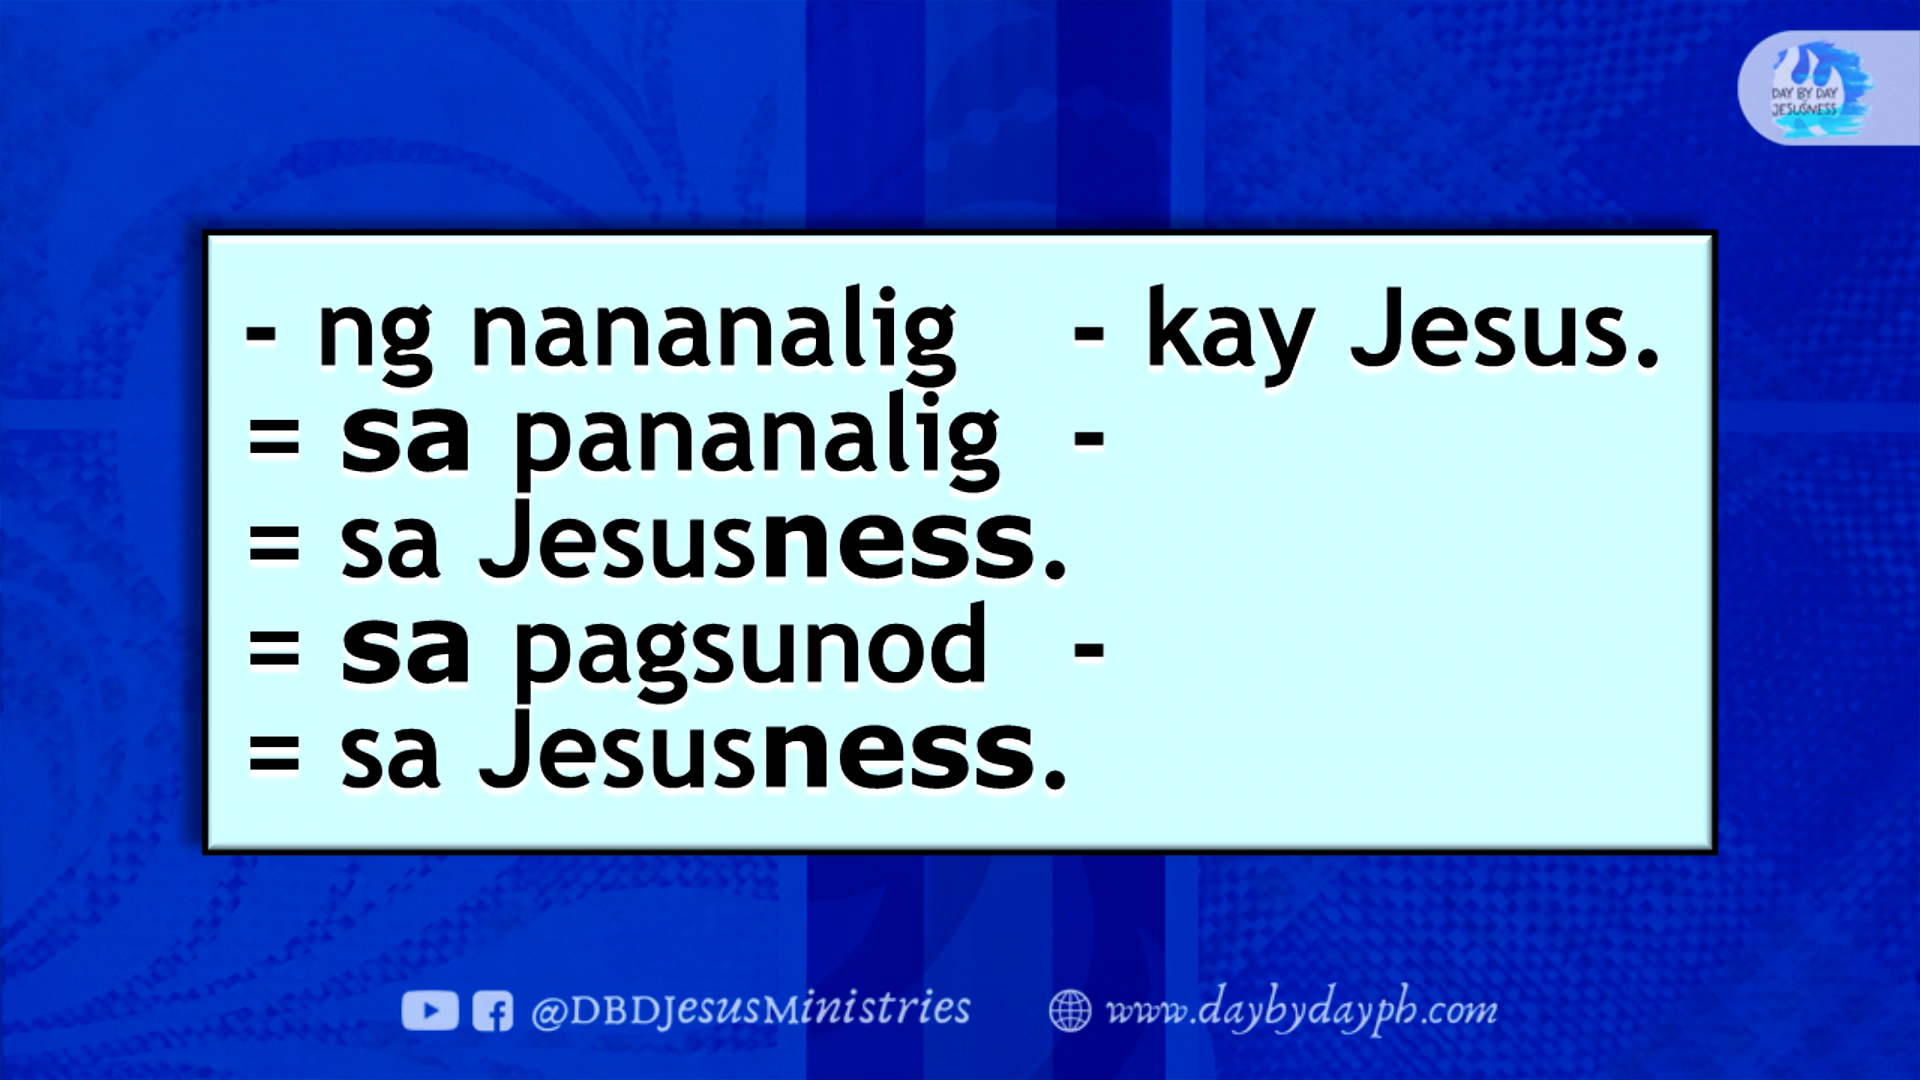 DAY BY DAY
JESUSNESS
- ng nananalig - kay Jesus.
= sa pananalig -
= sa Jesusness.
= sa pagsunod -
= sa Jesusness.
@DBDJesusMinistries www.daybydayph.com